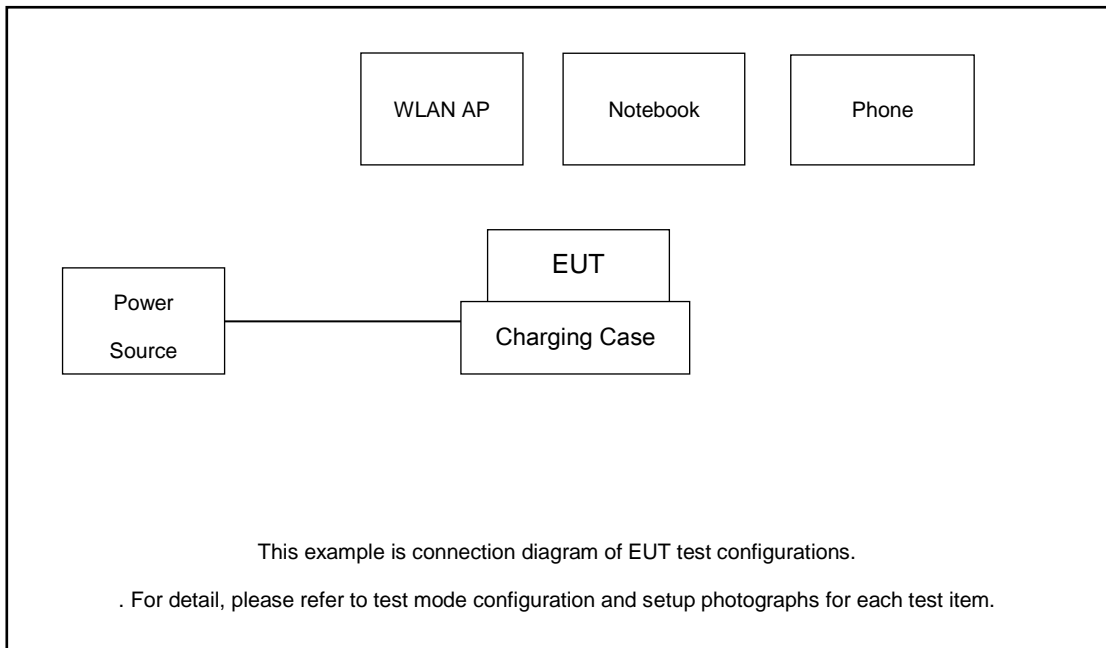 WLAN AP
Notebook
Phone
EUT
Charging Case
Power
Source
This example is connection diagram of EUT test configurations.
. For detail, please refer to test mode configuration and setup photographs for each test item.